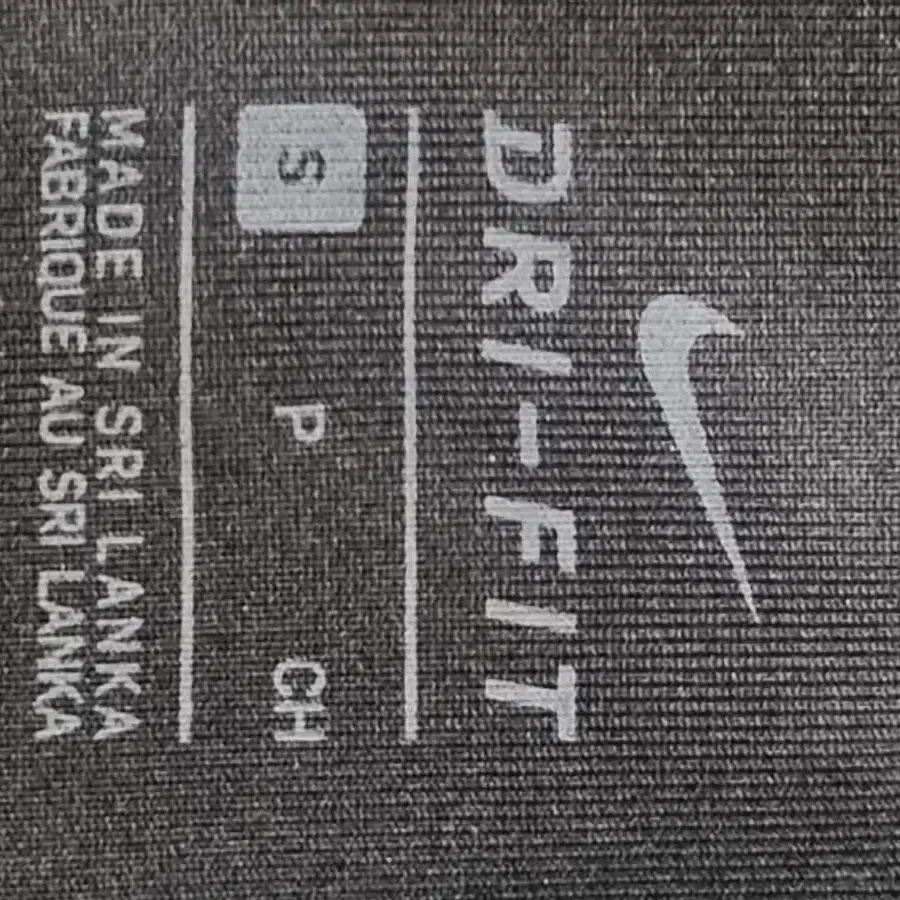 DRI-FIT
S P CH
MADE IN SRI LANKA
FABRIQUE AU SRI LANKA